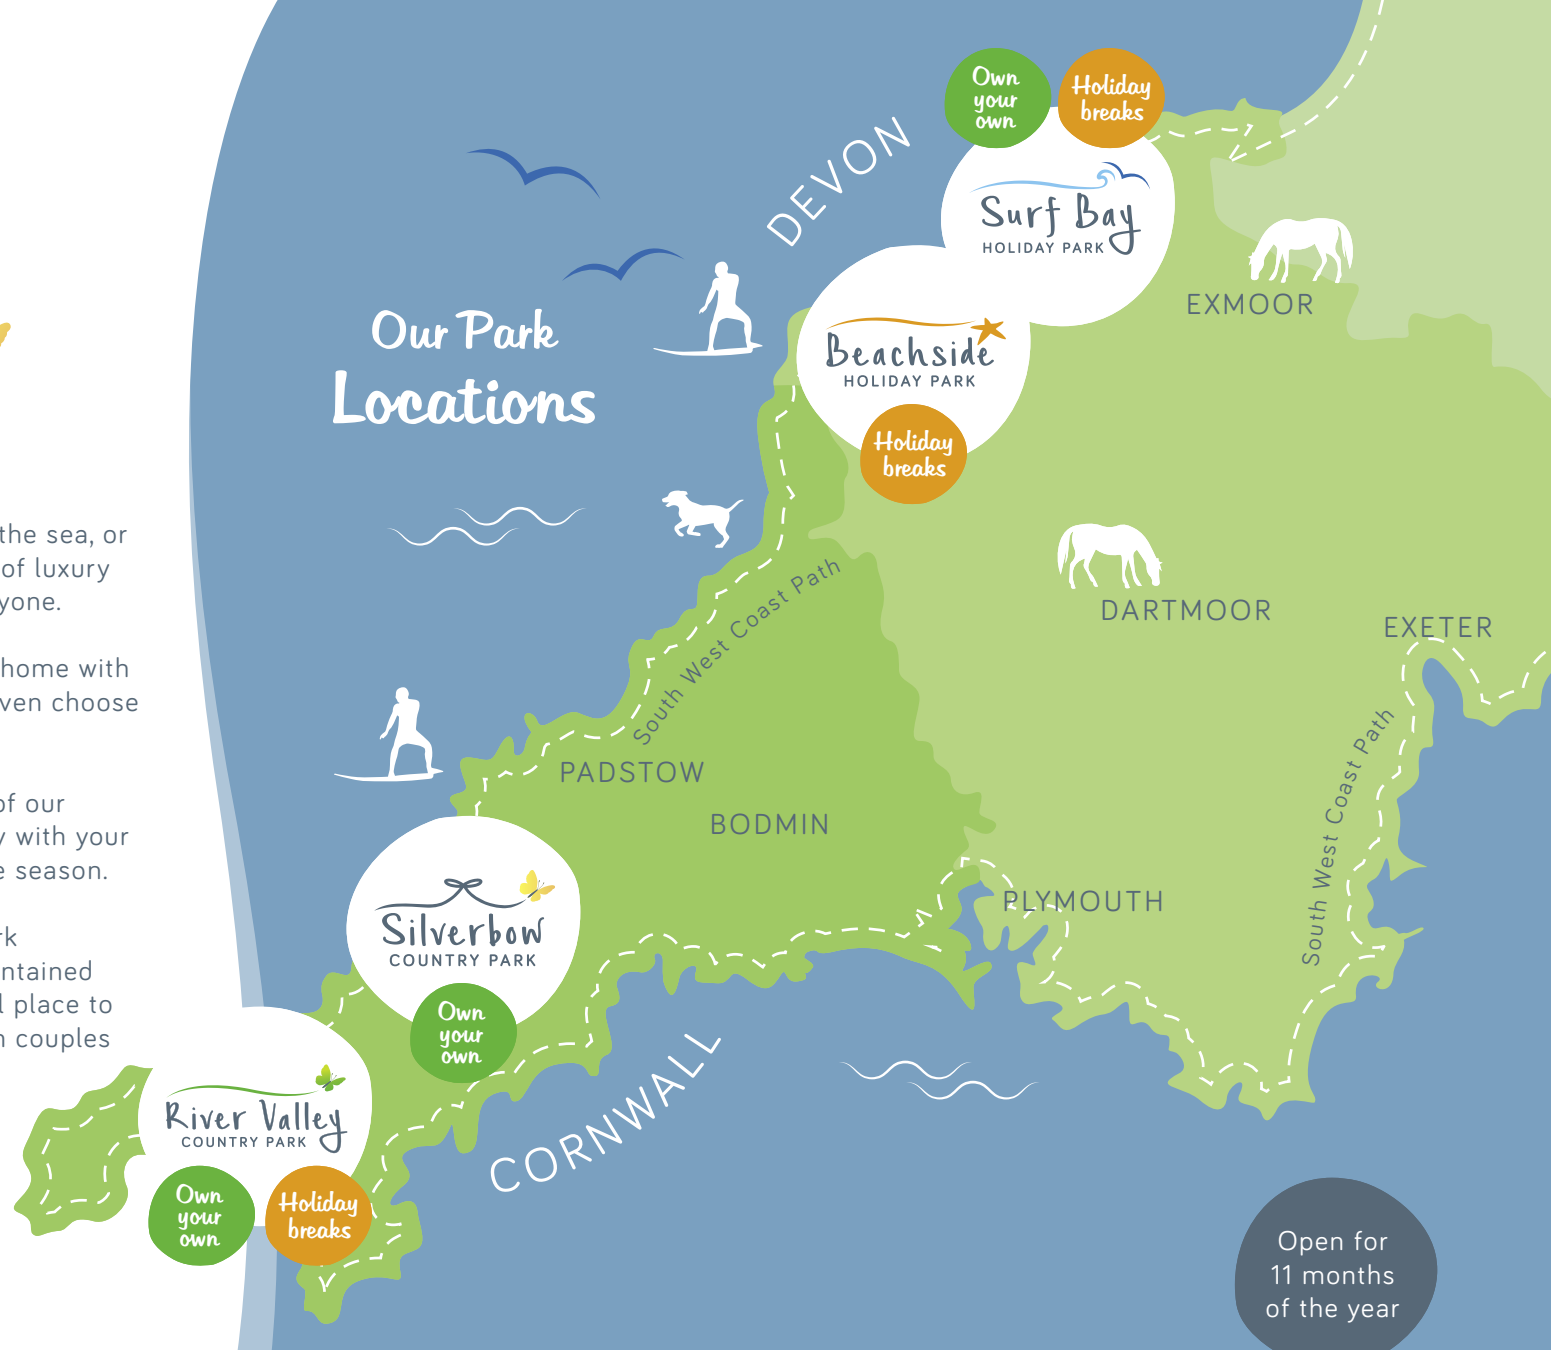 the sea, or
of luxury
yone.
home with
ven choose
of our
y with your
e season.
rk
ntained
l place to
n couples
Our Park
Locations
DEVON
Own
your
own
Holiday
breaks
Surf Bay
HOLIDAY PARK
Beachside
HOLIDAY PARK
Holiday
breaks
EXMOOR
DARTMOOR
EXETER
South West Coast Path
PADSTOW
BODMIN
PLYMOUTH
South West Coast Path
Silverbow
COUNTRY PARK
Own
your
own
River Valley
COUNTRY PARK
Own
your
own
Holiday
breaks
CORNWALL
Open for
11 months
of the year